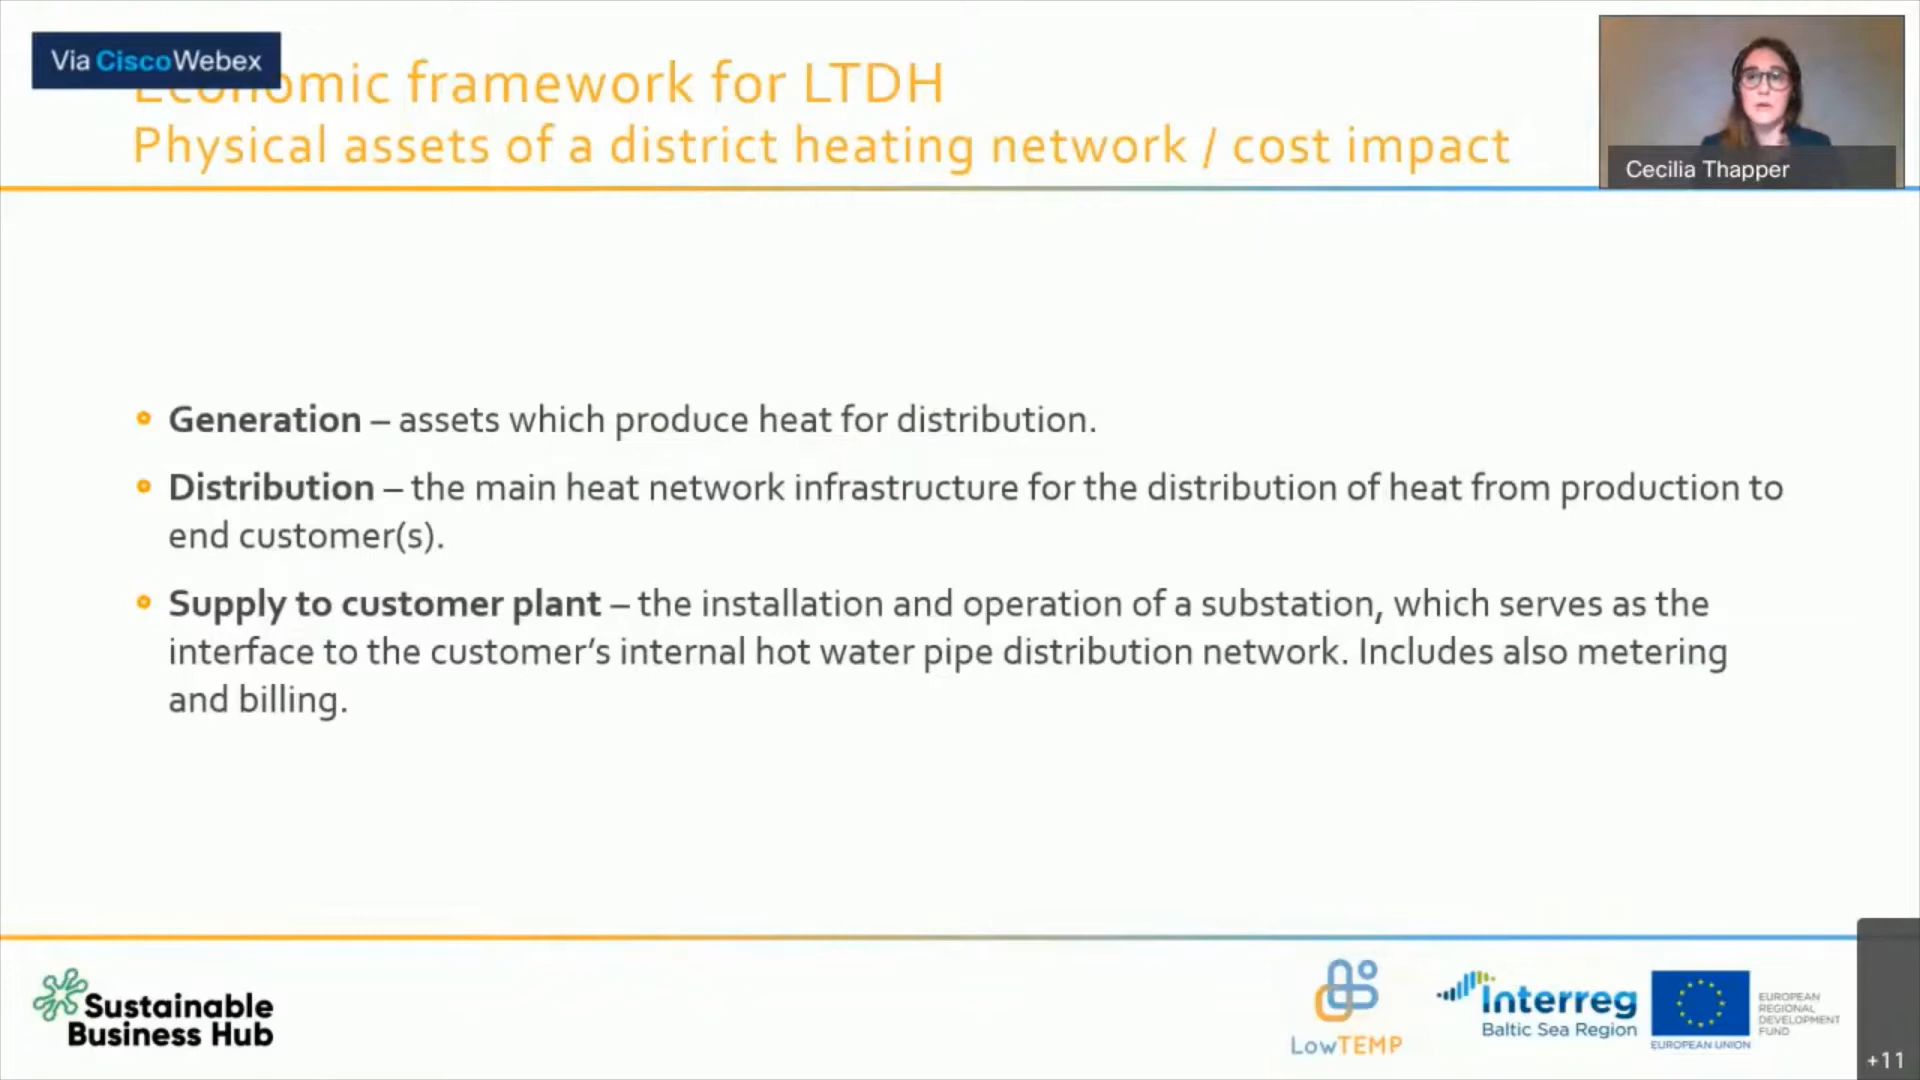 Via CiscoWebex
Economic framework for LTDH
Physical assets of a district heating network / cost impact
Cecilia Thapper
Generation – assets which produce heat for distribution.
Distribution – the main heat network infrastructure for the distribution of heat from production to
end customer(s).
Supply to customer plant – the installation and operation of a substation, which serves as the
interface to the customer's internal hot water pipe distribution network. Includes also metering
and billing.
Sustainable
Business Hub
LowTEMP
Interreg
Baltic Sea Region
EUROPEAN UNION
EUROPEAN
REGIONAL
DEVELOPMENT
FUND
+11